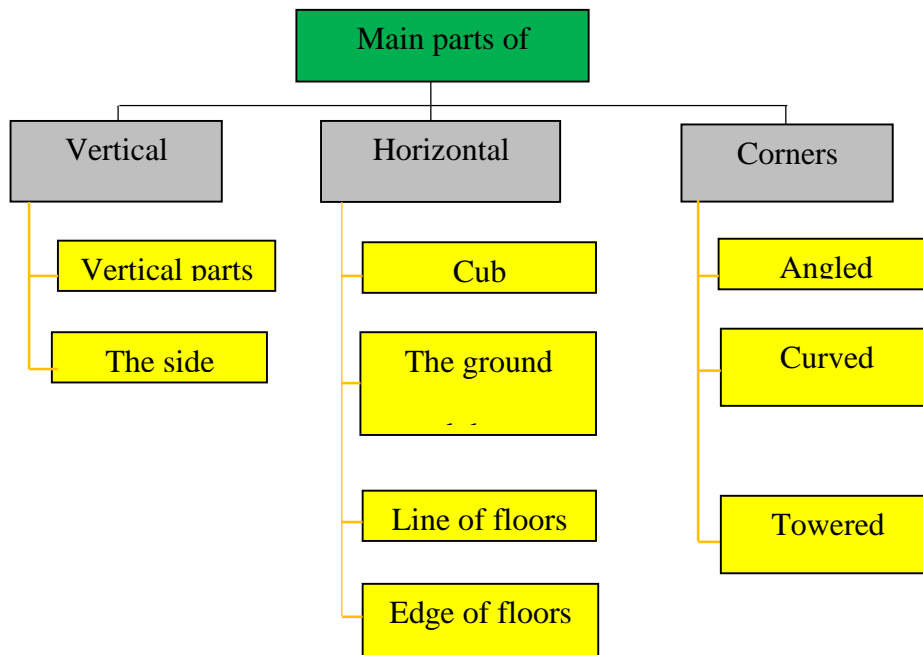 Main parts of
Vertical
Horizontal
Corners
Vertical parts
The side
Cub
The ground
Line of floors
Edge of floors
Angled
Curved
Towered